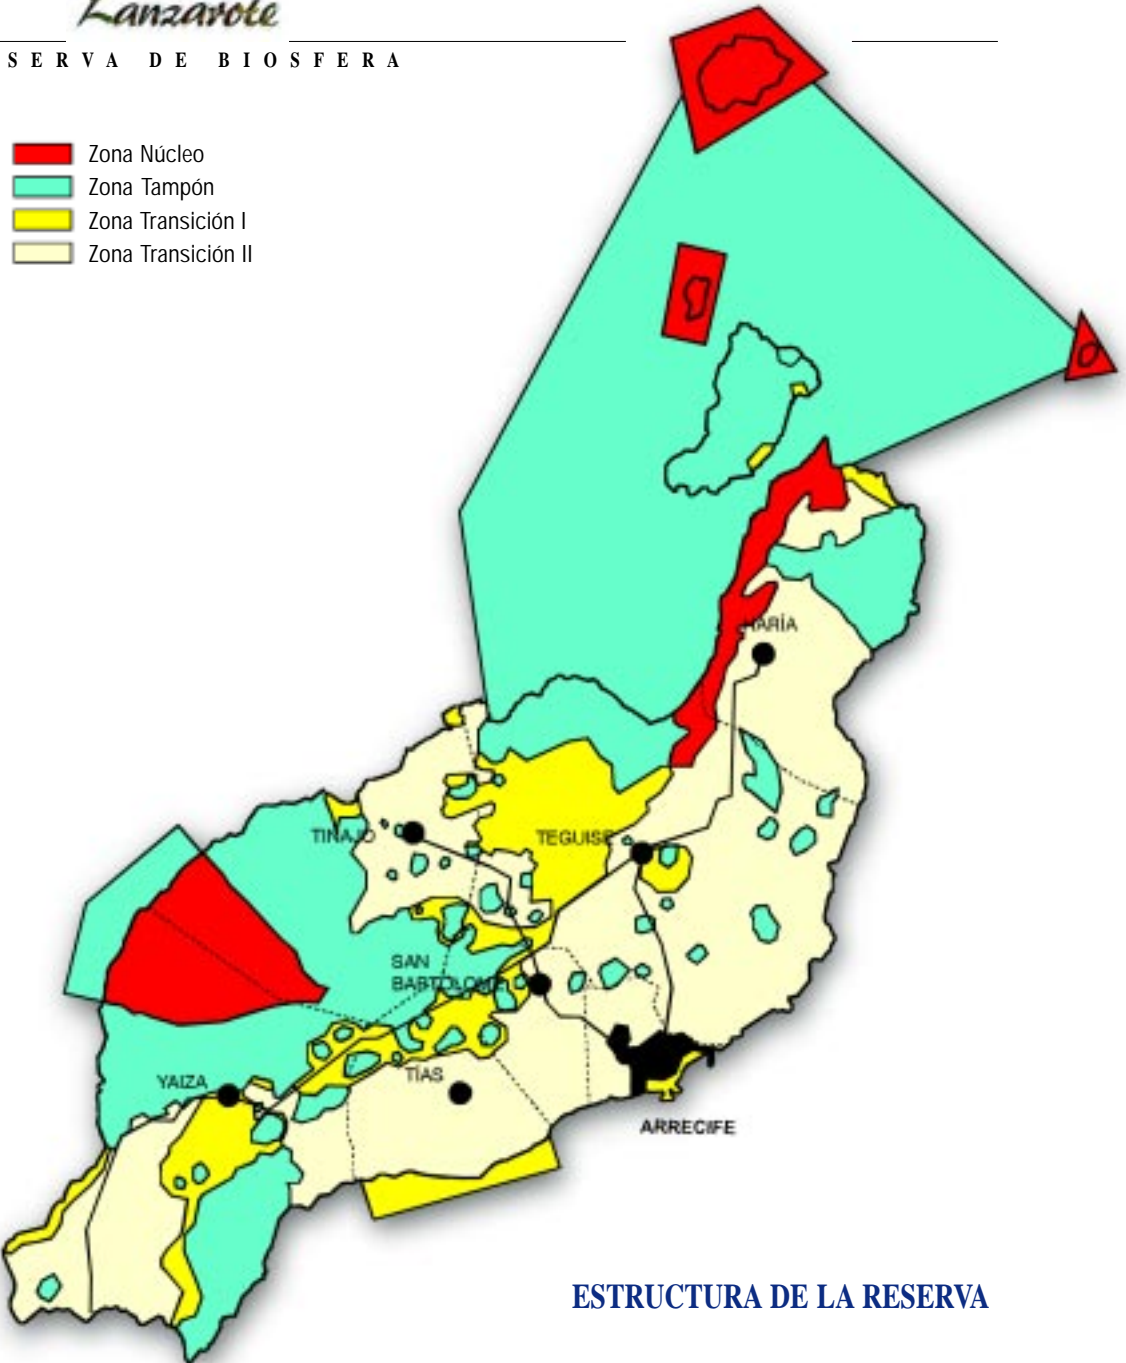 Lanzarote
SERVA DE BIOSFERA
Zona Núcleo
Zona Tampón
Zona Transición I
Zona Transición II
HARÍA
TINAJO
TEGUISE
SAN
BARTOLOMÉ
YAIZA
TÍAS
ARRECIFE
ESTRUCTURA DE LA RESERVA